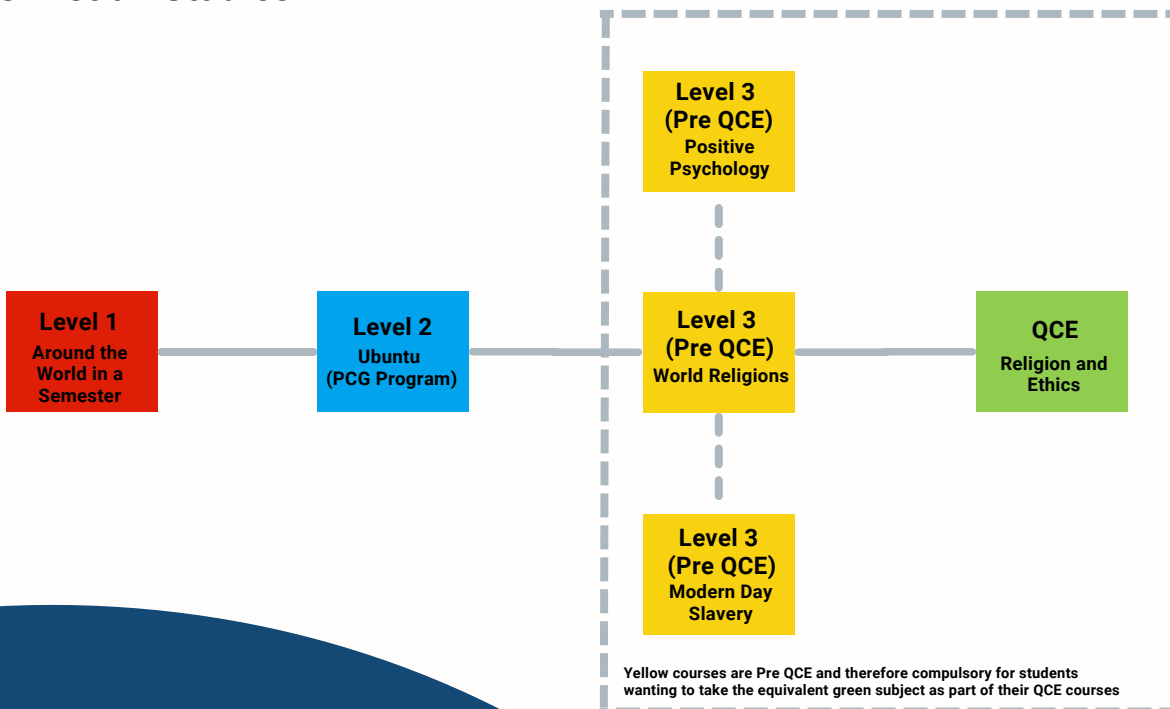 Level 3
(Pre QCE)
Positive
Psychology
Level 1
Around the
World in a
Semester
Level 2
Ubuntu
(PCG Program)
Level 3
(Pre QCE)
World Religions
QCE
Religion and
Ethics
Level 3
(Pre QCE)
Modern Day
Slavery
Yellow courses are Pre QCE and therefore compulsory for students
wanting to take the equivalent green subject as part of their QCE courses